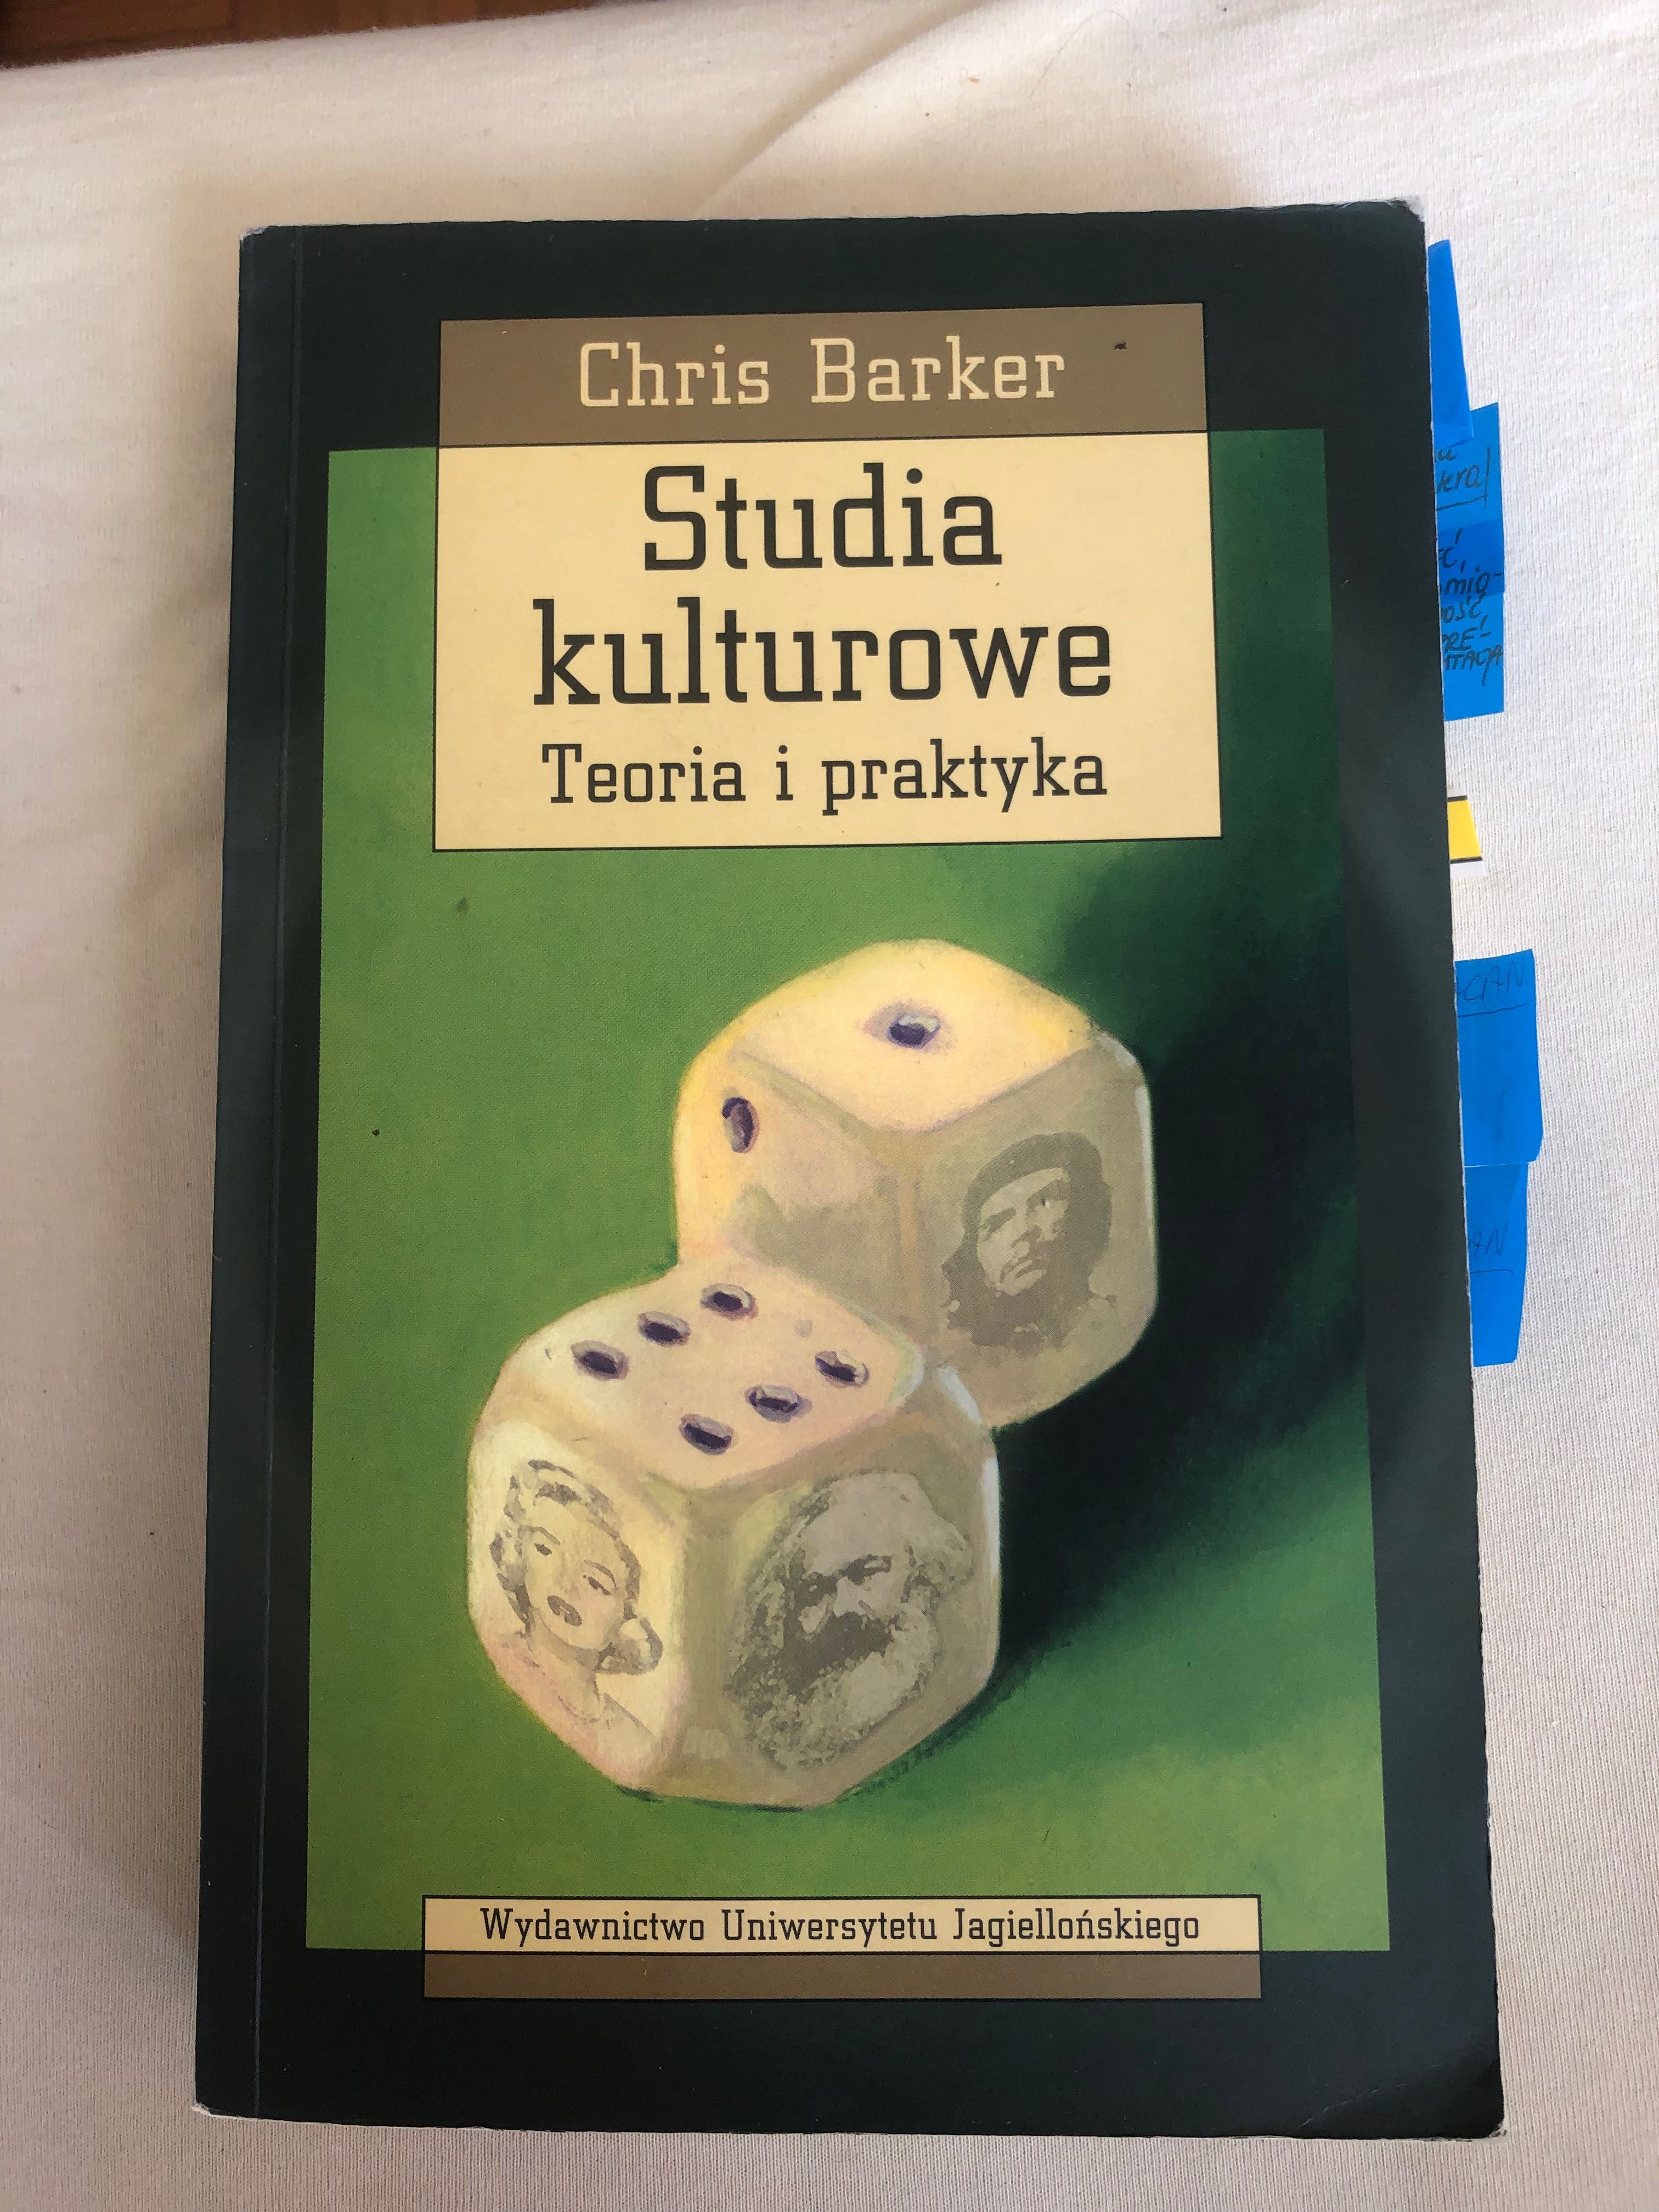 Chris Barker
Studia
kulturowe
Teoria i praktyka
Wydawnictwo Uniwersytetu Jagiellońskiego